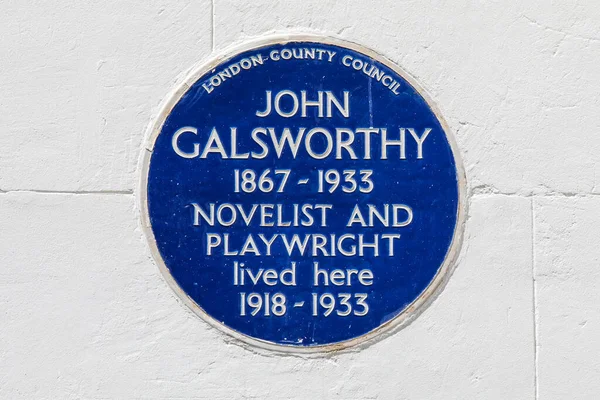 LONDON COUNTY COUNCIL
JOHN
GALSWORTHY
1867-1933
NOVELIST AND
PLAYWRIGHT
lived here
1918-1933